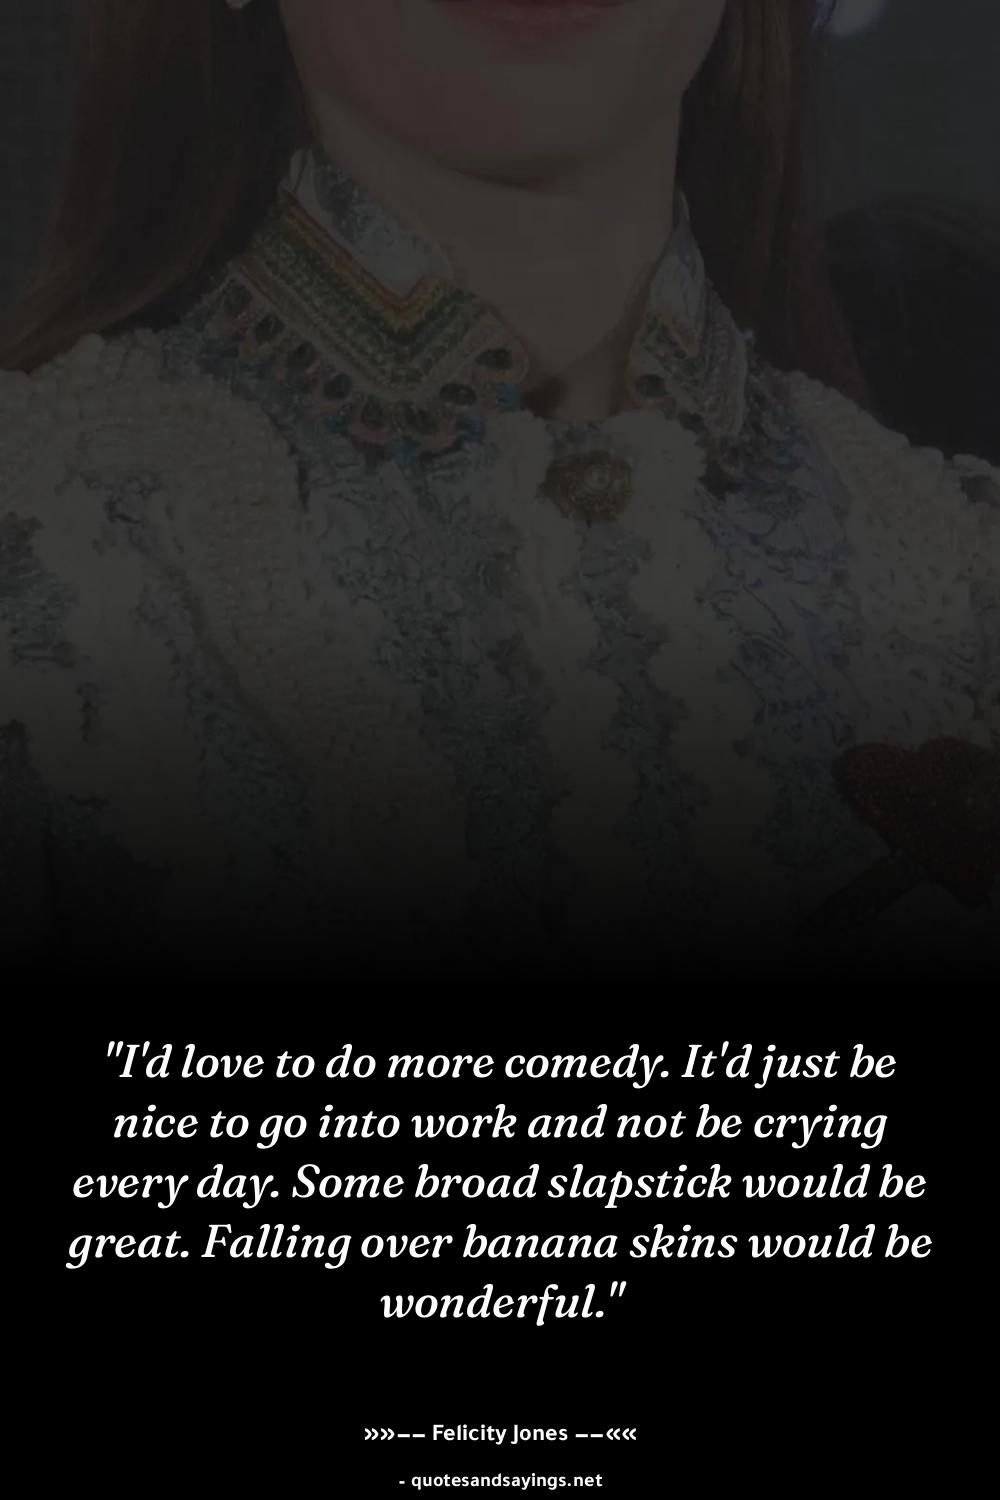 "I'd love to do more comedy. It'd just be
nice to go into work and not be crying
every day. Some broad slapstick would be
great. Falling over banana skins would be
wonderful."
»»–– Felicity Jones ––««
- quotesandsayings.net